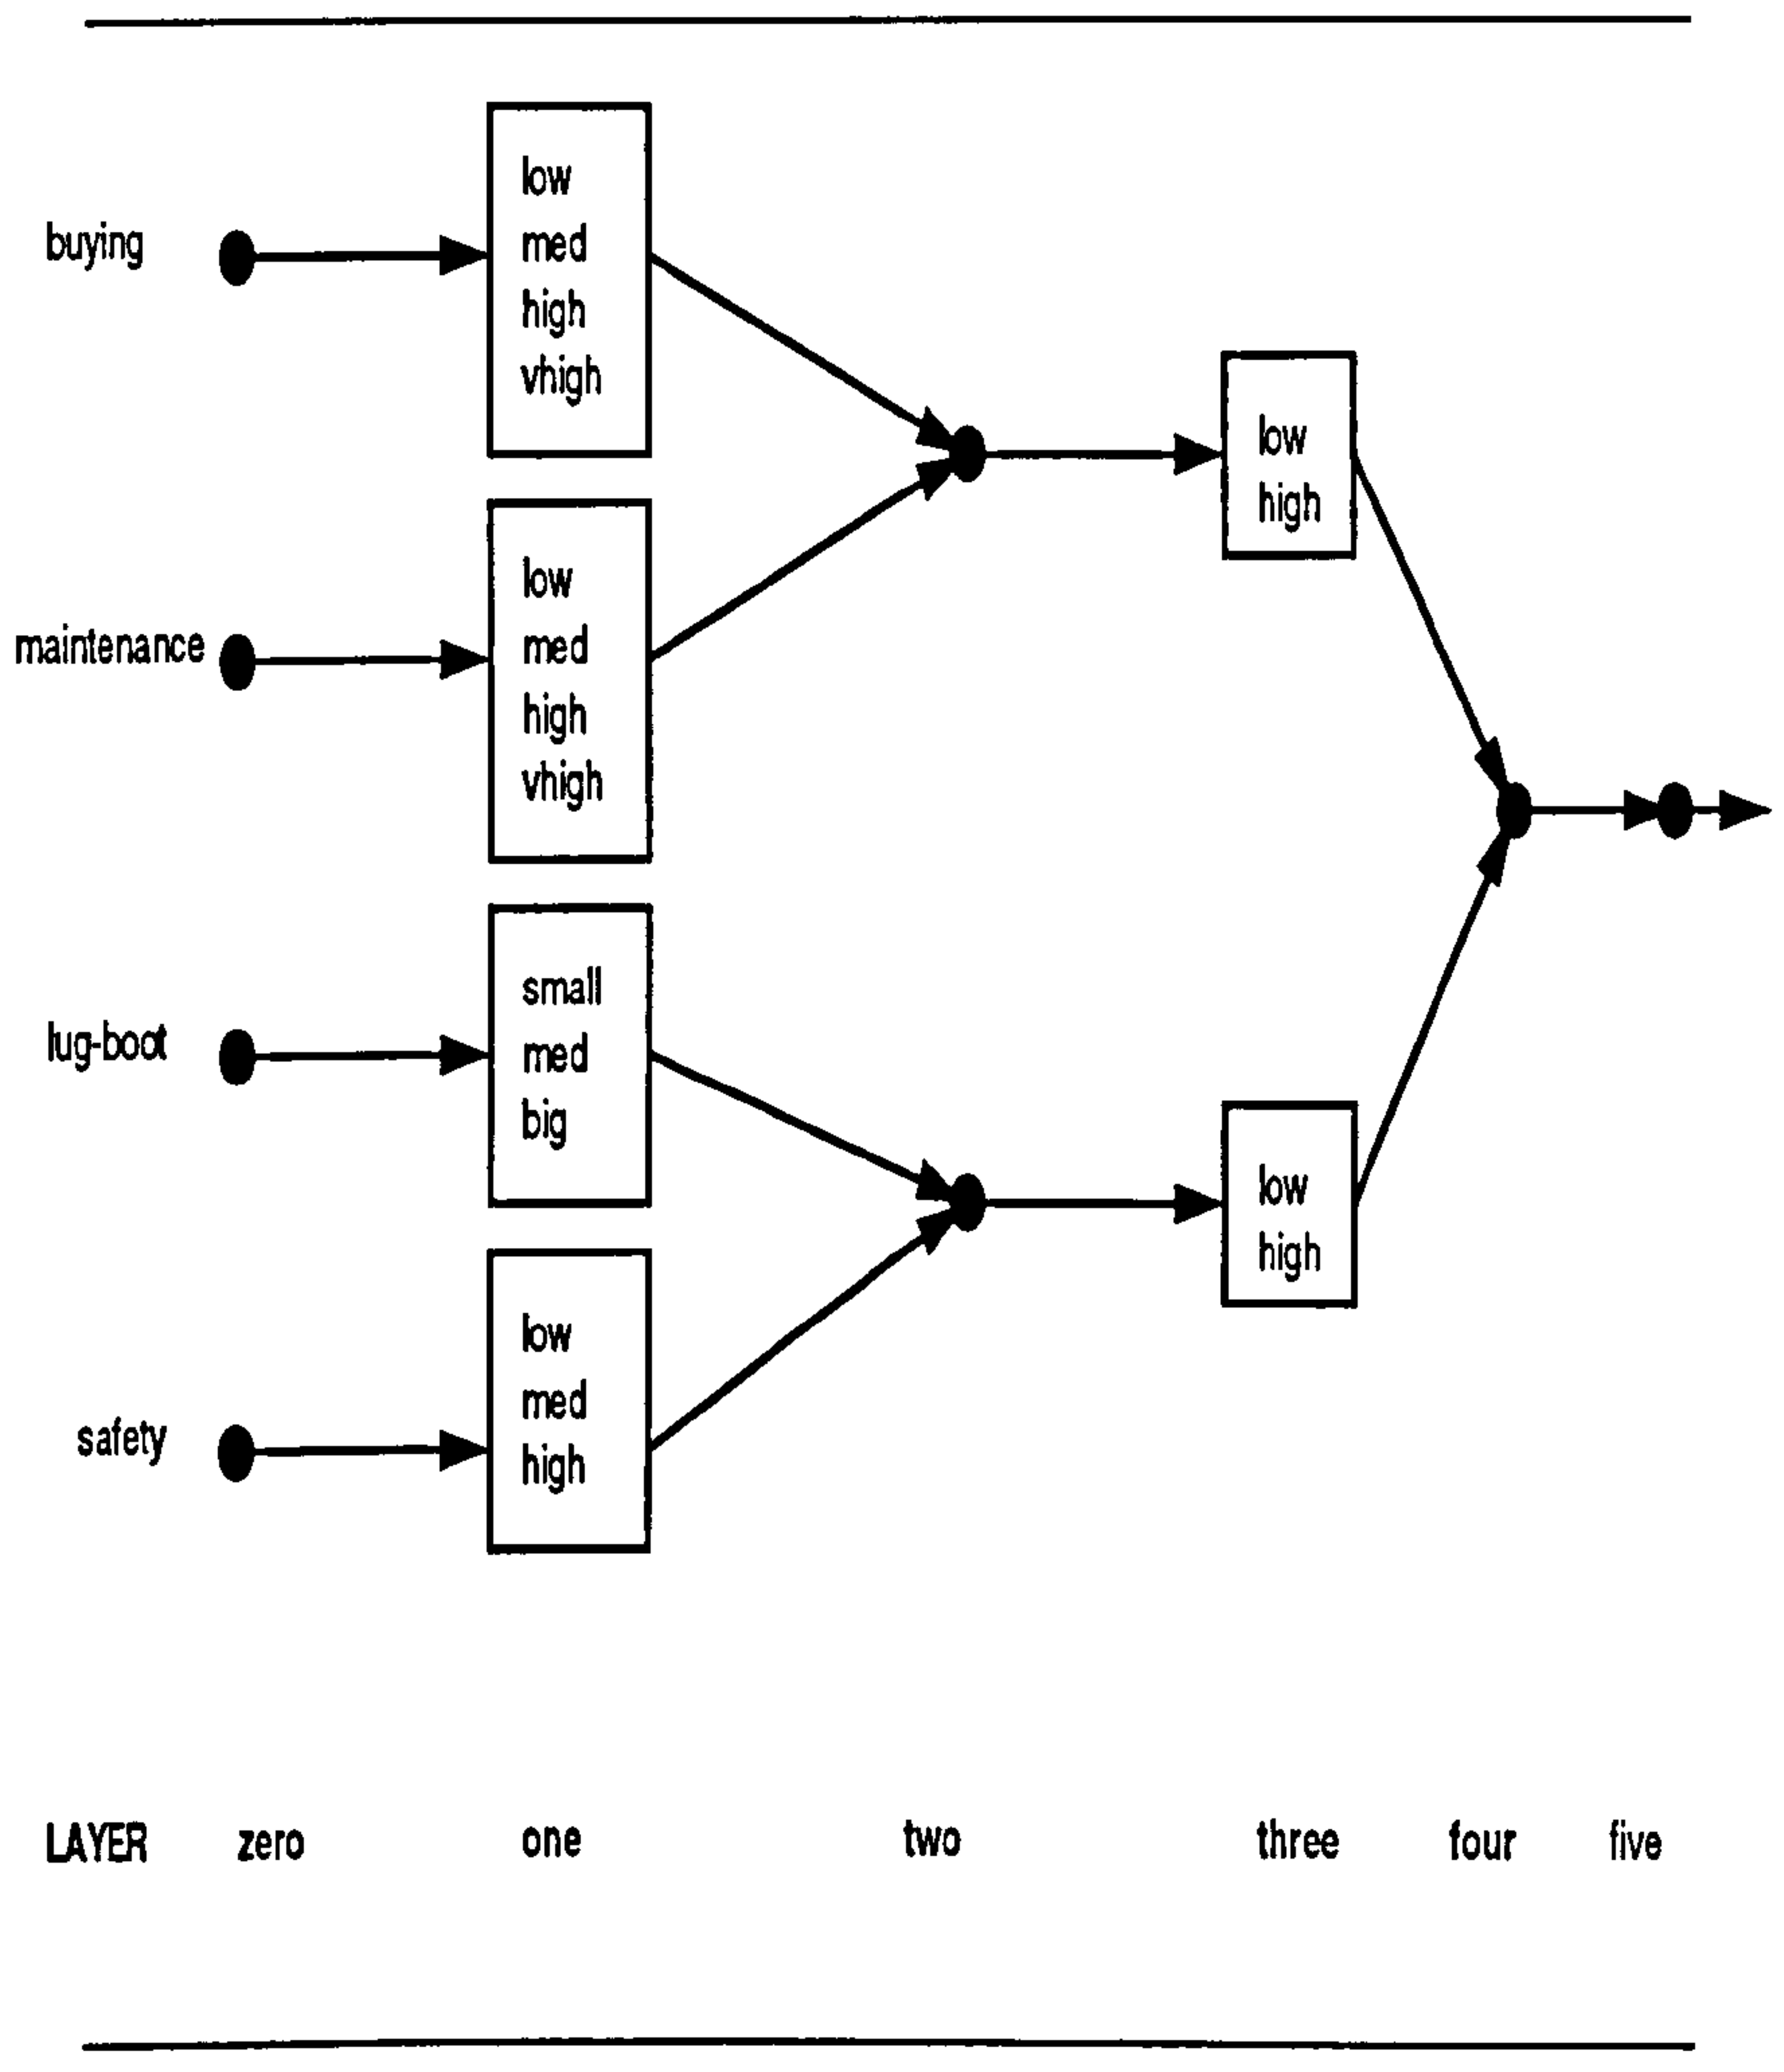 buying
low
med
high
vhigh
maintenance
low
med
high
vhigh
low
high
lug-boot
small
med
big
safety
low
med
high
low
high
LAYER zero one two three four five